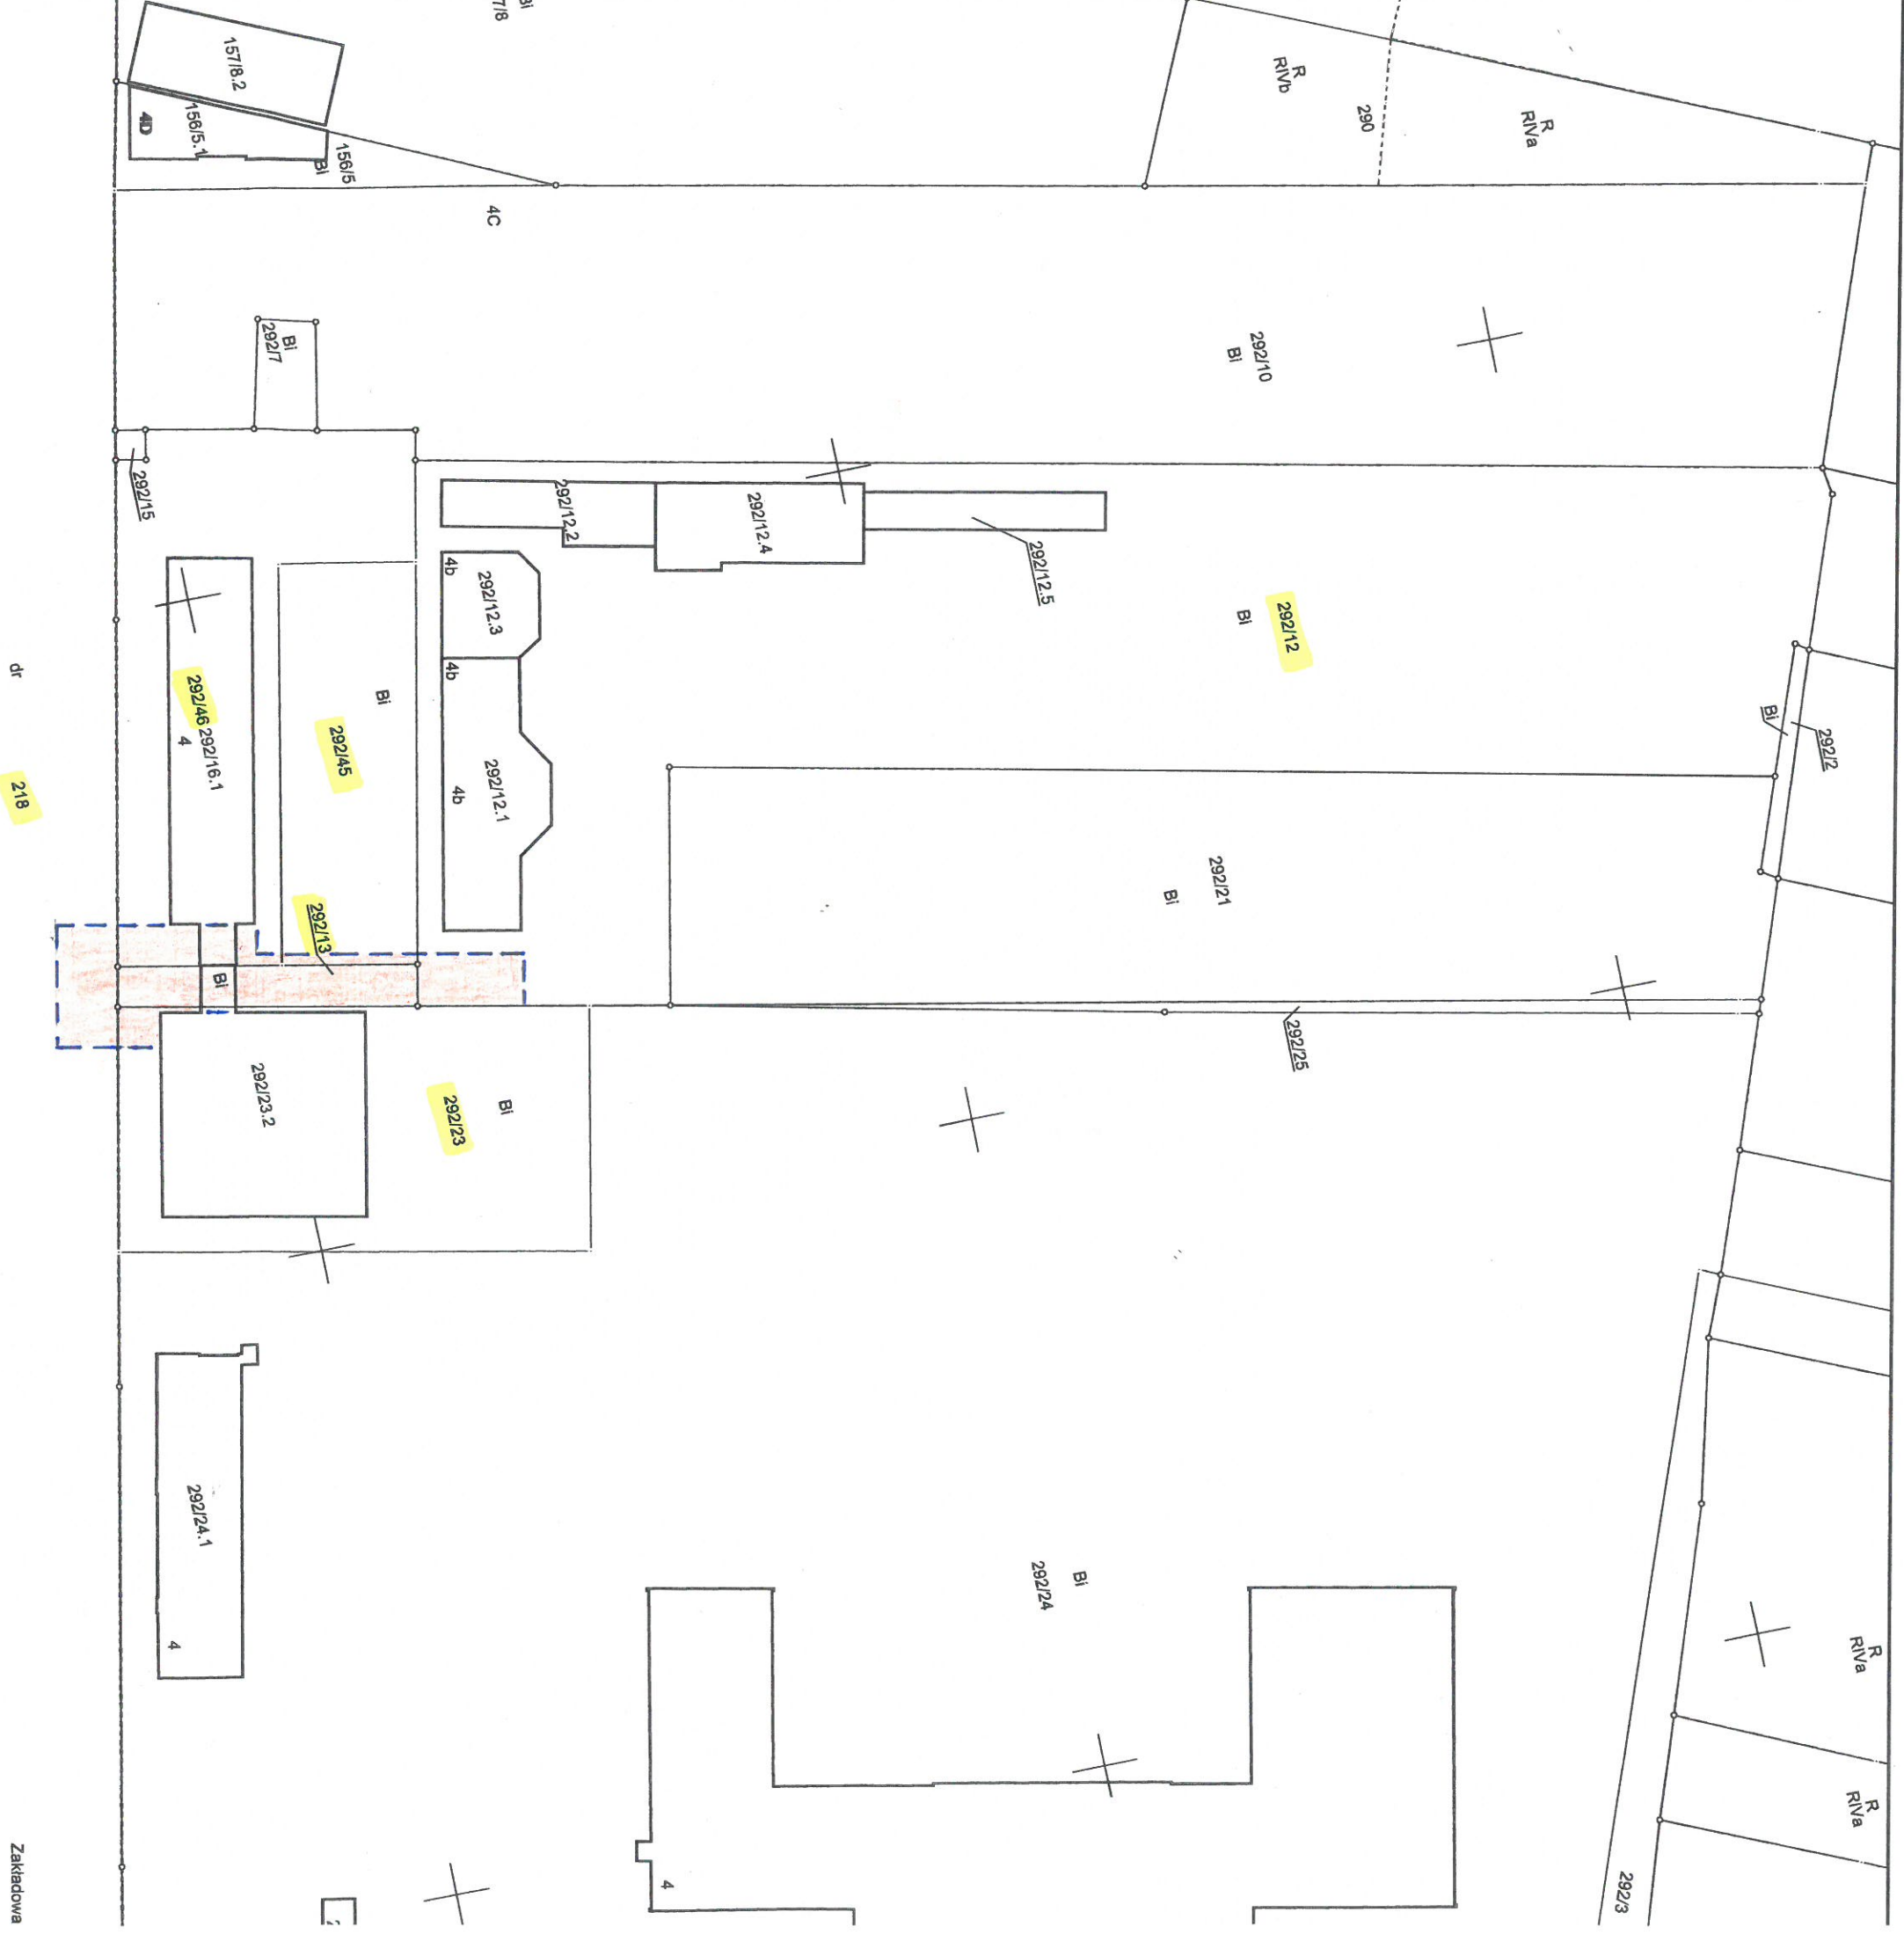 7/8
Bi
157/8.2
156/5.1
4D
156/5
Bi
4C
R
RIVb
290
R
RIVa
Bi
292/7
292/15
292/10
Bi
292/12.2
292/12.4
292/12.5
4b
292/12.3
4b
292/12.1
4b
292/12
Bi
Bi
292/2
292/46
292/16.1
4
Bi
292/45
292/13
Bi
dr
218
292/21
Bi
292/25
292/23.2
292/23
Bi
292/24.1
4
Bi
292/24
4
R
RIVa
R
RIVa
292/3
Zakładowa